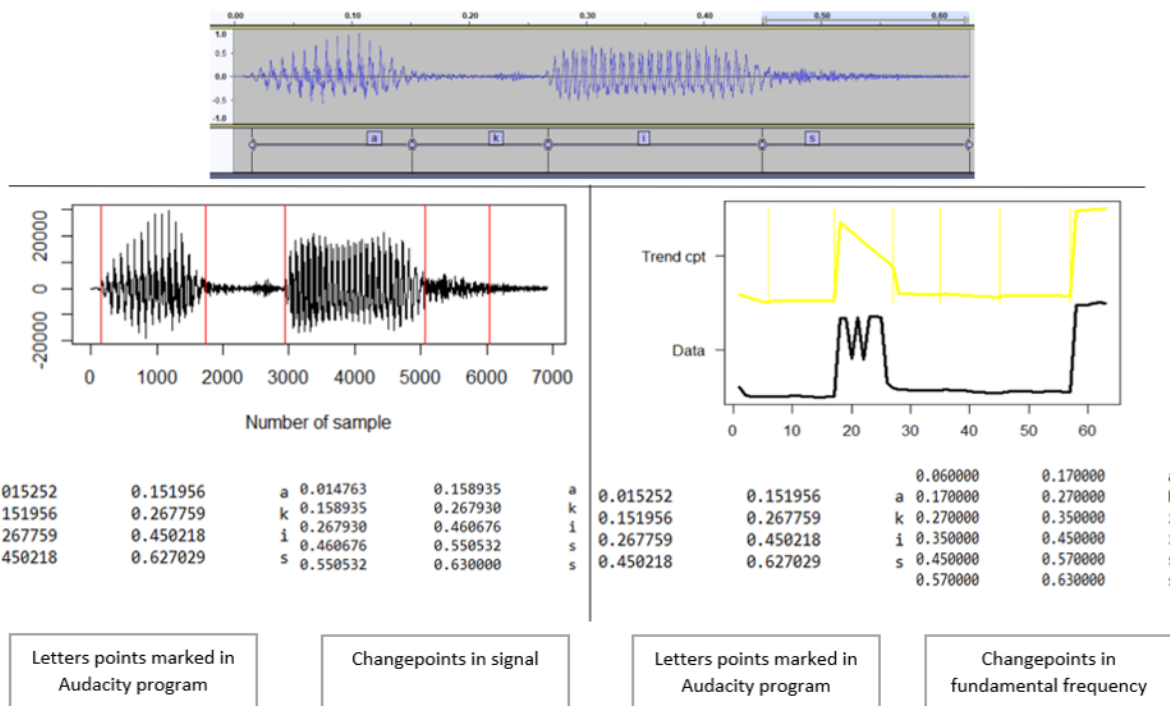 0.00 0.10 0.20 0.30 0.40 0.50 0.60
1.0
0.5
0.0
-0.5
-1.0
a k i s
20000
0
-20000
0 1000 2000 3000 4000 5000 6000 7000
Number of sample
Trend cpt
Data
0 10 20 30 40 50 60
015252 0.151956 a
151956 0.267759 k
267759 0.450218 i
450218 0.627029 s
0.014763 0.158935 a
0.158935 0.267930 k
0.267930 0.460676 i
0.460676 0.550532 s
0.550532 0.630000 s
0.015252 0.151956 a
0.151956 0.267759 k
0.267759 0.450218 i
0.450218 0.627029 s
0.060000 0.170000
0.170000 0.270000
0.270000 0.350000
0.350000 0.450000
0.450000 0.570000
0.570000 0.630000
Letters points marked in
Audacity program
Changepoints in signal
Letters points marked in
Audacity program
Changepoints in
fundamental frequency